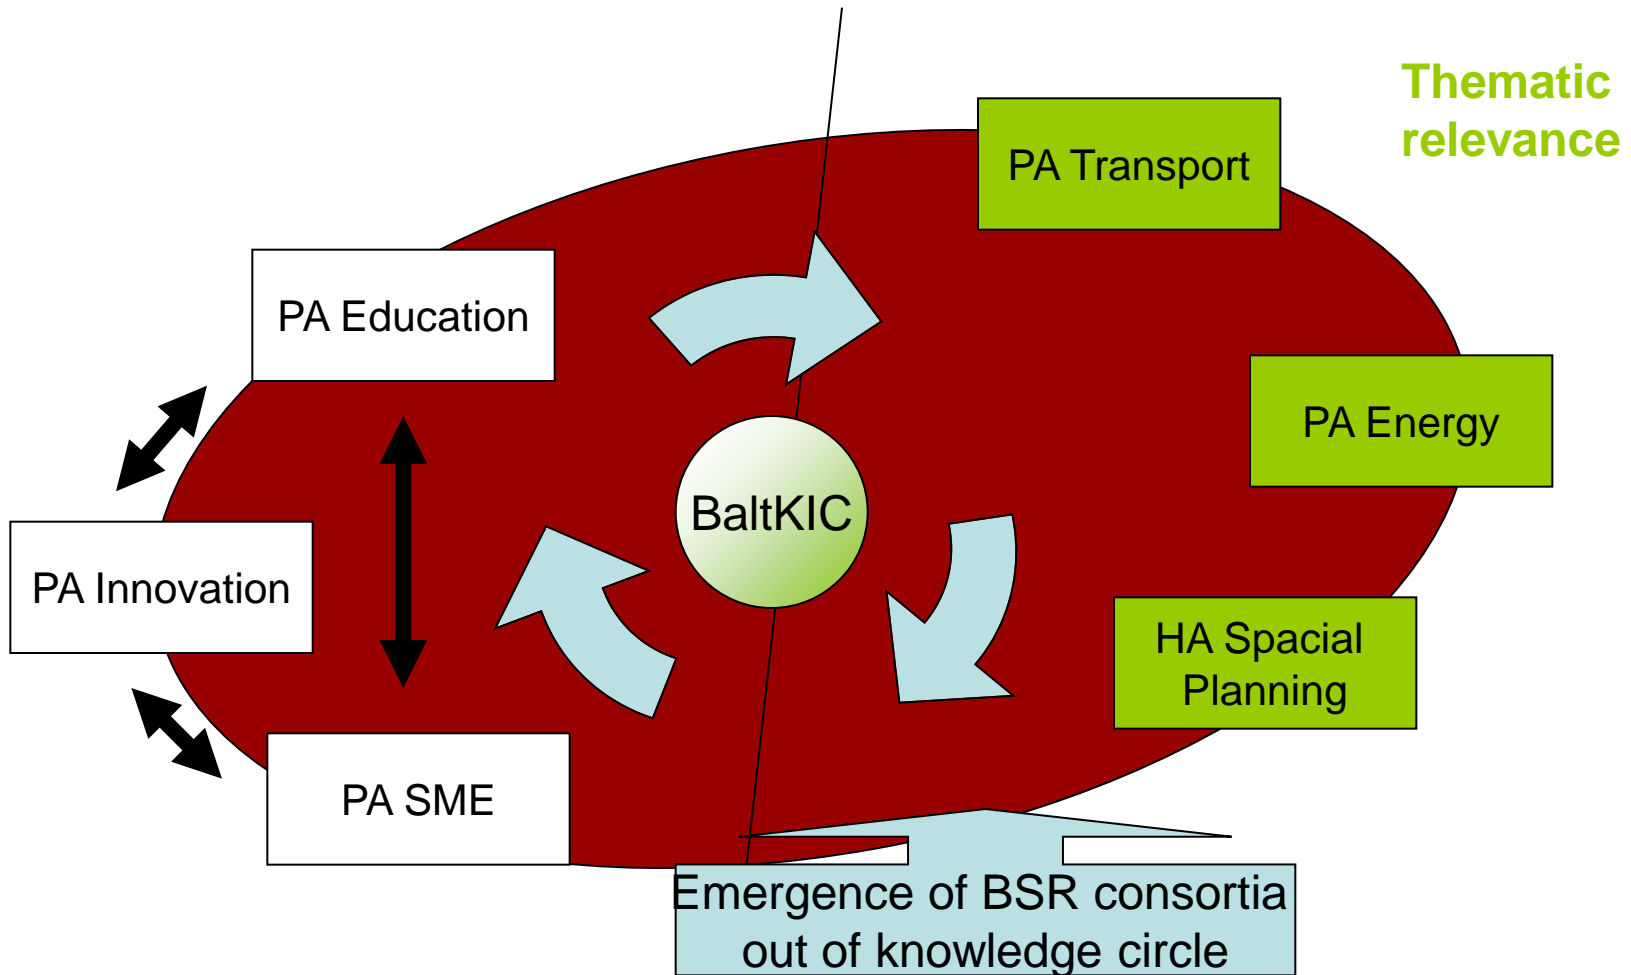 Thematic
relevance
PA Transport
PA Education
PA Energy
BaltKIC
PA Innovation
HA Spacial
Planning
PA SME
Emergence of BSR consortia
out of knowledge circle